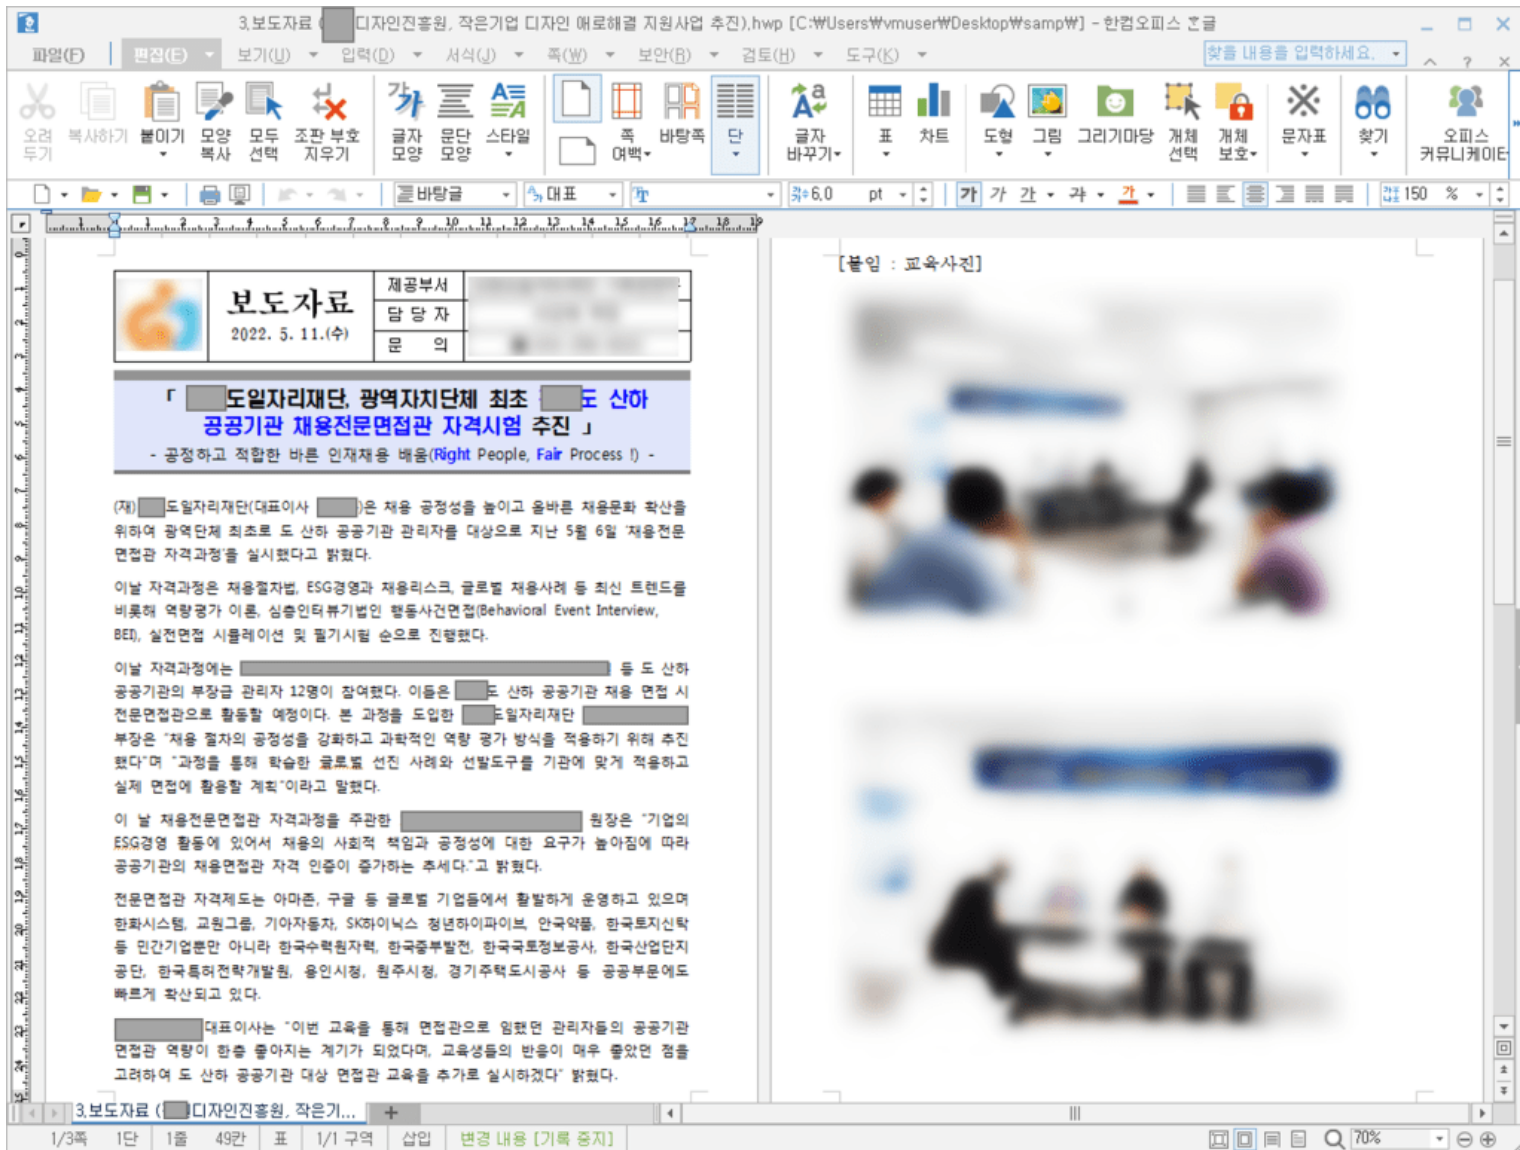 3,보도자료 ( 디자인진흥원, 작은기업 디자인 애로해결 지원사업 추진),hwp [C:₩Users₩vmuser₩Desktop₩samp₩] - 한컴오피스 흔글
파일(F) 편집(E) 보기(U) 입력(D) 서식(J) 쪽(W) 보안(B) 검토(H) 도구(K) 찾을 내용을 입력하세요,
오려두기 복사하기 붙이기 모양 복사 모두 선택 조판 부호 지우기 글자 모양 문단 모양 스타일 쪽 여백 바탕쪽 단 글자 바꾸기 표 차트 도형 그림 그리기마당 개체 선택 개체 보호 문자표 찾기 오피스 커뮤니케이
바탕글 대표 6,0 pt 가 가 가 가 가 150 %
1 1 2 3 4 5 6 7 8 9 10 11 12 13 14 15 16 17 18 19
보도자료
2022. 5. 11.(수)
제공부서
담 당 자
문 의
「 도일자리재단, 광역자치단체 최초 도 산하
공공기관 채용전문면접관 자격시험 추진 」
- 공정하고 적합한 바른 인재채용 배움(Right People, Fair Process !) -
(재) 도일자리재단(대표이사 )은 채용 공정성을 높이고 올바른 채용문화 확산을
위하여 광역단체 최초로 도 산하 공공기관 관리자를 대상으로 지난 5월 6일 '채용전문
면접관 자격과정'을 실시했다고 밝혔다.
이날 자격과정은 채용절차법, ESG경영과 채용리스크, 글로벌 채용사례 등 최신 트렌드를
비롯해 역량평가 이론, 심층인터뷰기법인 행동사건면접(Behavioral Event Interview,
BEI), 실전면접 시뮬레이션 및 필기시험 순으로 진행했다.
이날 자격과정에는 등 도 산하
공공기관의 부장급 관리자 12명이 참여했다. 이들은 도 산하 공공기관 채용 면접 시
전문면접관으로 활동할 예정이다. 본 과정을 도입한 도일자리재단
부장은 "채용 절차의 공정성을 강화하고 과학적인 역량 평가 방식을 적용하기 위해 추진
했다"며 "과정을 통해 학습한 글로벌 선진 사례와 선발도구를 기관에 맞게 적용하고
실제 면접에 활용할 계획"이라고 말했다.
이 날 채용전문면접관 자격과정을 주관한 원장은 "기업의
ESG경영 활동에 있어서 채용의 사회적 책임과 공정성에 대한 요구가 높아짐에 따라
공공기관의 채용면접관 자격 인증이 증가하는 추세다."고 밝혔다.
전문면접관 자격제도는 아마존, 구글 등 글로벌 기업들에서 활발하게 운영하고 있으며
한화시스템, 교원그룹, 기아자동차, SK하이닉스 청년하이파이브, 안국약품, 한국토지신탁
등 민간기업뿐만 아니라 한국수력원자력, 한국중부발전, 한국국토정보공사, 한국산업단지
공단, 한국특허전략개발원, 용인시청, 원주시청, 경기주택도시공사 등 공공부문에도
빠르게 확산되고 있다.
대표이사는 "이번 교육을 통해 면접관으로 임했던 관리자들의 공공기관
면접관 역량이 한층 좋아지는 계기가 되었다며, 교육생들의 반응이 매우 좋았던 점을
고려하여 도 산하 공공기관 대상 면접관 교육을 추가로 실시하겠다" 밝혔다.
[붙임 : 교육사진]
3,보도자료 ( 디자인진흥원, 작은기...
1/3쪽 1단 1줄 49칸 표 1/1 구역 삽입 변경 내용 [기록 중지] 70%